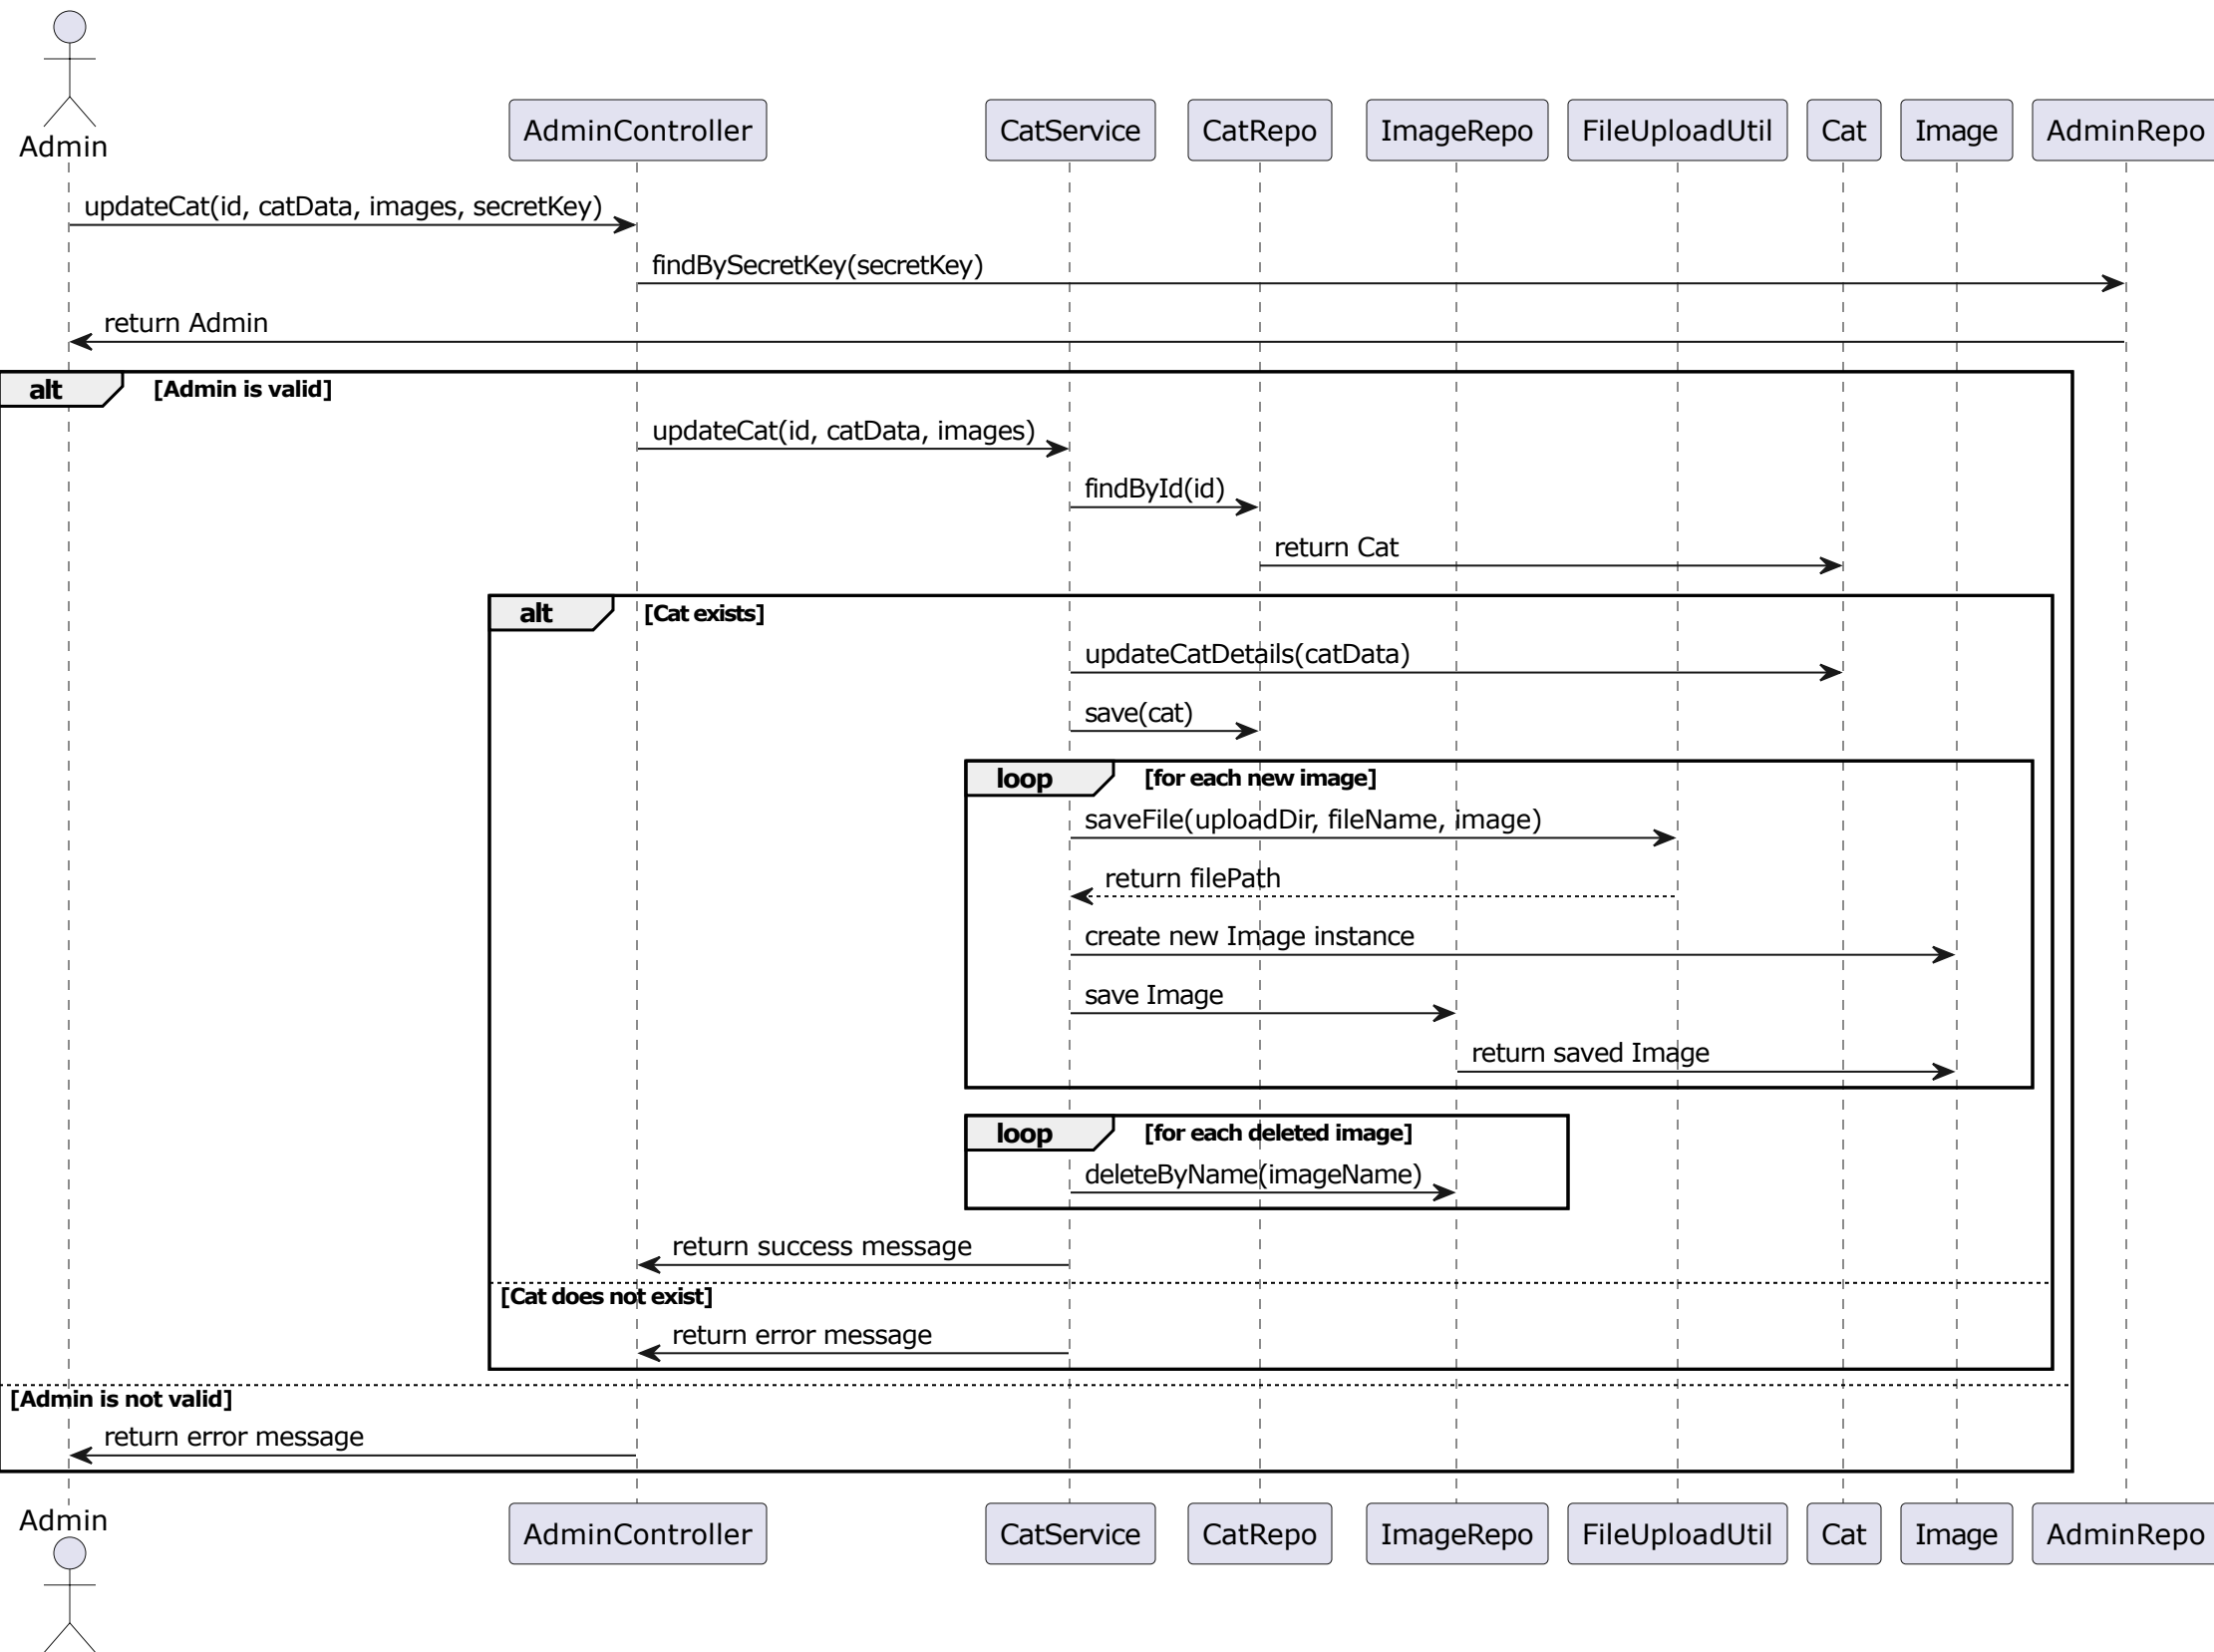 Admin
AdminController
CatService
CatRepo
ImageRepo
FileUploadUtil
Cat
Image
AdminRepo
updateCat(id, catData, images, secretKey)
findBySecretKey(secretKey)
return Admin
alt [Admin is valid]
updateCat(id, catData, images)
findById(id)
return Cat
alt [Cat exists]
updateCatDetails(catData)
save(cat)
loop [for each new image]
saveFile(uploadDir, fileName, image)
return filePath
create new Image instance
save Image
return saved Image
loop [for each deleted image]
deleteByName(imageName)
return success message
[Cat does not exist]
return error message
[Admin is not valid]
return error message
Admin
AdminController
CatService
CatRepo
ImageRepo
FileUploadUtil
Cat
Image
AdminRepo